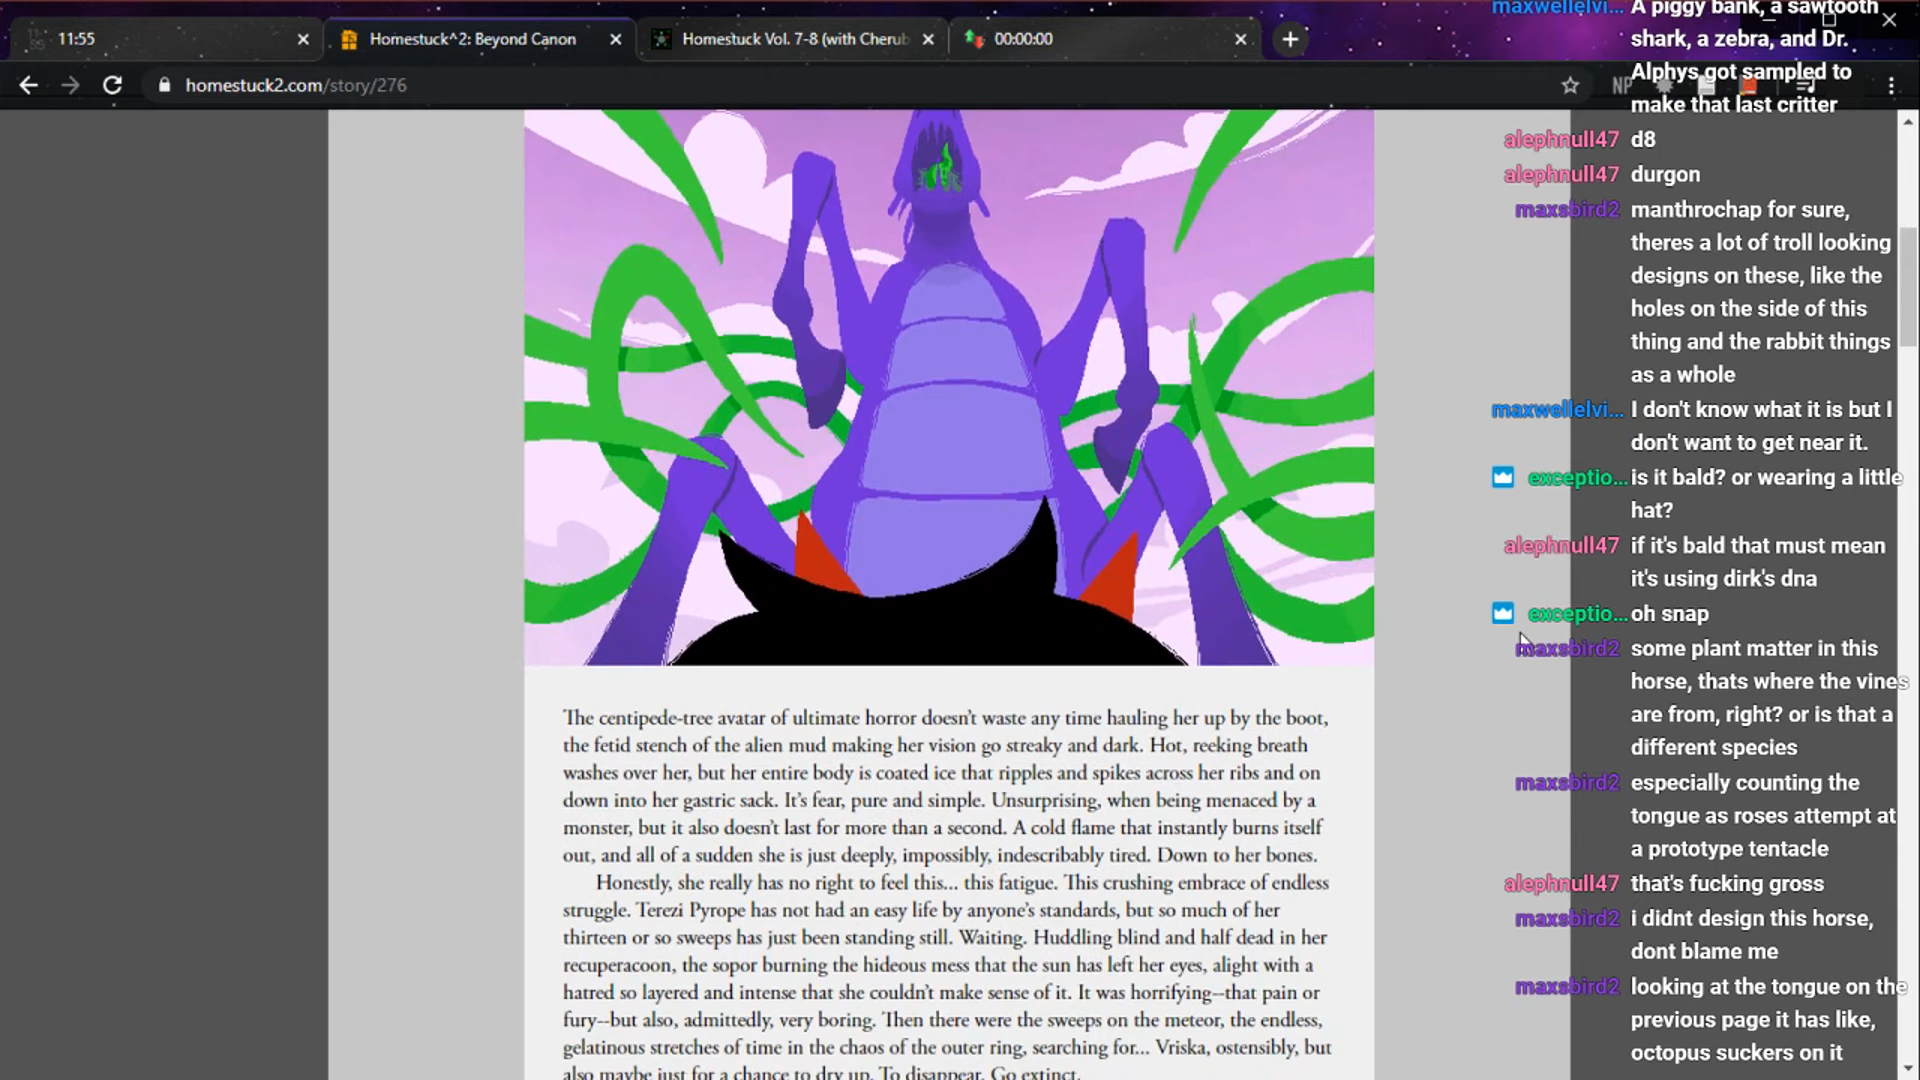 11:55
Homestuck^2: Beyond Canon
Homestuck Vol. 7-8 (with Cherub
00:00:00
homestuck2.com/story/276
NP
The centipede-tree avatar of ultimate horror doesn't waste any time hauling her up by the boot,
the fetid stench of the alien mud making her vision go streaky and dark. Hot, reeking breath
washes over her, but her entire body is coated ice that ripples and spikes across her ribs and on
down into her gastric sack. It's fear, pure and simple. Unsurprising, when being menaced by a
monster, but it also doesn't last for more than a second. A cold flame that instantly burns itself
out, and all of a sudden she is just deeply, impossibly, indescribably tired. Down to her bones.
Honestly, she really has no right to feel this... this fatigue. This crushing embrace of endless
struggle. Terezi Pyrope has not had an easy life by anyone's standards, but so much of her
thirteen or so sweeps has just been standing still. Waiting. Huddling blind and half dead in her
recuperacoon, the sopor burning the hideous mess that the sun has left her eyes, alight with a
hatred so layered and intense that she couldn't make sense of it. It was horrifying--that pain or
fury--but also, admittedly, very boring. Then there were the sweeps on the meteor, the endless,
gelatinous stretches of time in the chaos of the outer ring, searching for... Vriska, ostensibly, but
also maybe just for a chance to dry up. To disappear. Go extinct.
maxwellelvi... A piggy bank, a sawtooth
shark, a zebra, and Dr.
Alphys got sampled to
make that last critter
alephnull47 d8
alephnull47 durgon
maxsbird2 manthrochap for sure,
theres a lot of troll looking
designs on these, like the
holes on the side of this
thing and the rabbit things
as a whole
maxwellelvi... I don't know what it is but I
don't want to get near it.
exceptio... is it bald? or wearing a little
hat?
alephnull47 if it's bald that must mean
it's using dirk's dna
exceptio... oh snap
maxsbird2 some plant matter in this
horse, thats where the vines
are from, right? or is that a
different species
maxsbird2 especially counting the
tongue as roses attempt at
a prototype tentacle
alephnull47 that's fucking gross
maxsbird2 i didnt design this horse,
dont blame me
maxsbird2 looking at the tongue on the
previous page it has like,
octopus suckers on it